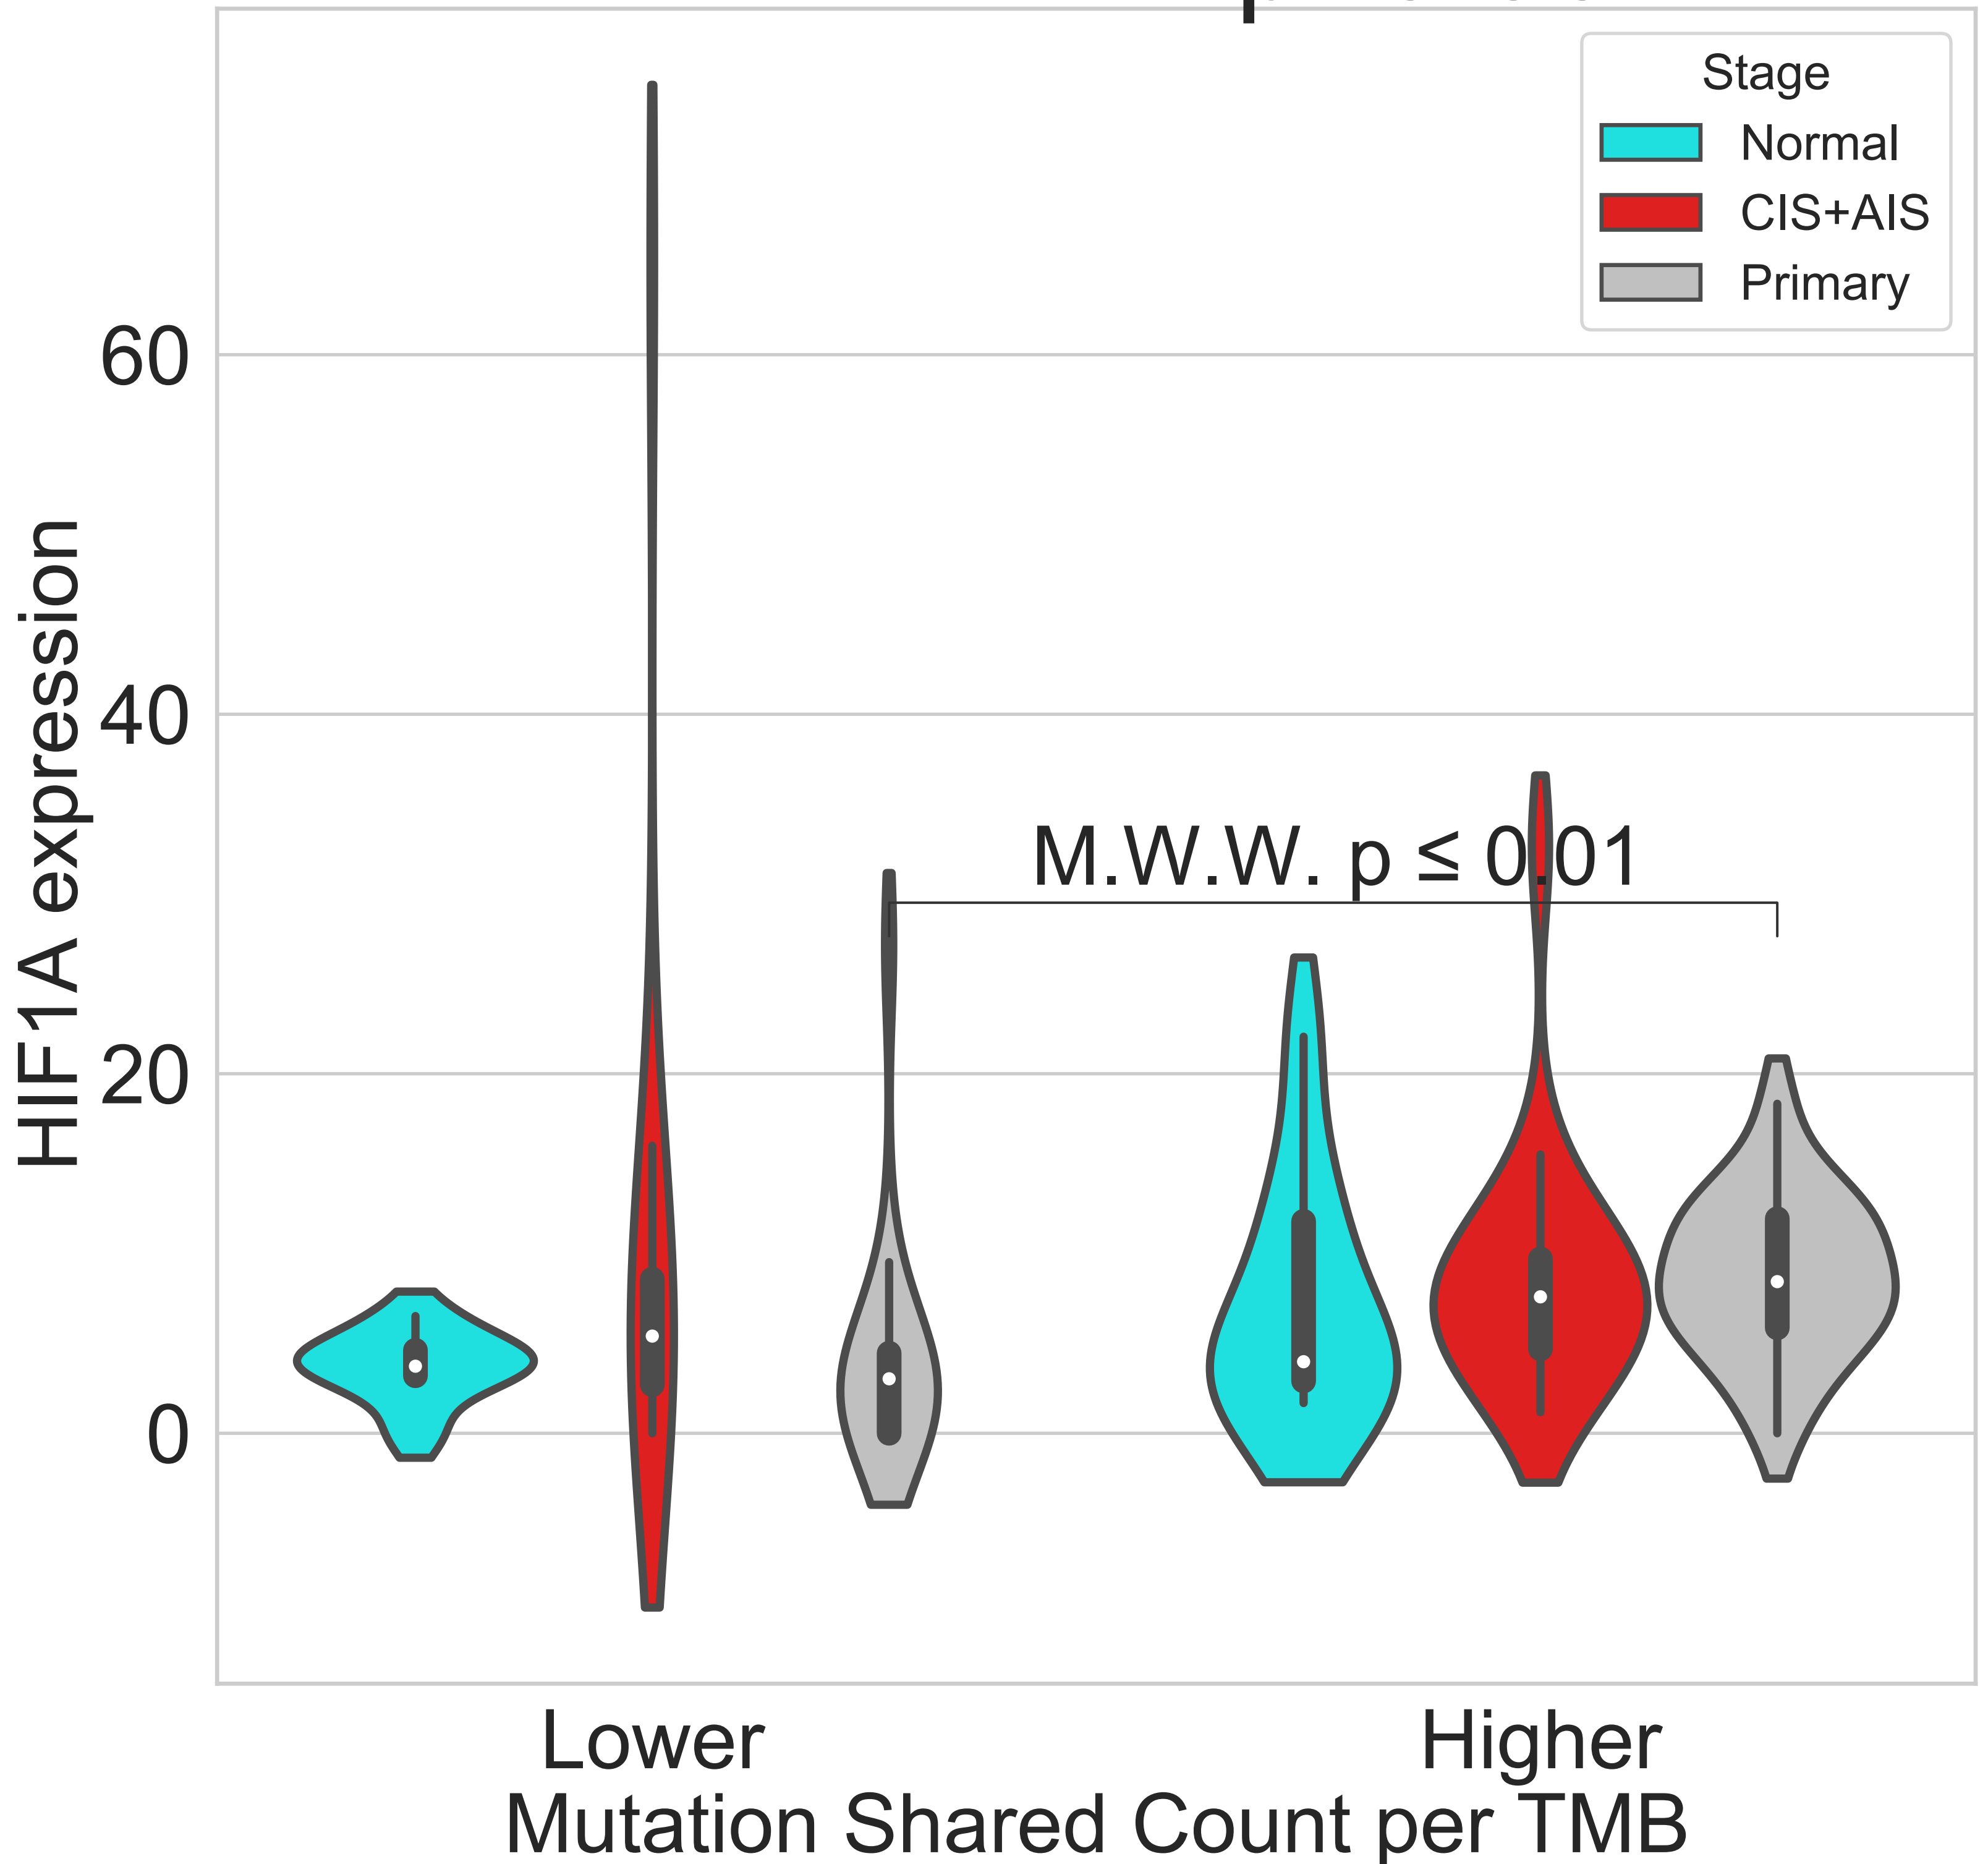 Stage
Normal
CIS+AIS
Primary
60
40
20
0
HIF1A expression
M.W.W. p ≤ 0.01
Lower
Higher
Mutation Shared Count per TMB